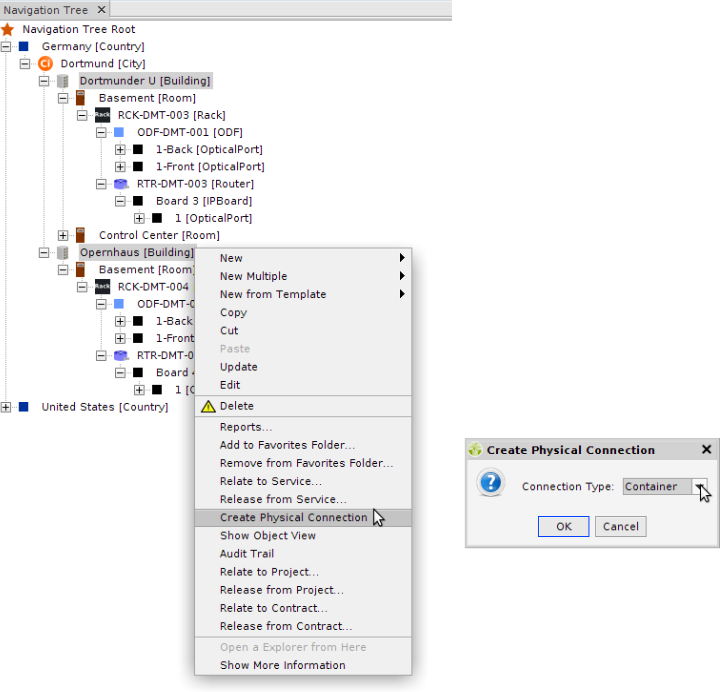 Navigation Tree
Navigation Tree Root
Germany [Country]
Dortmund [City]
Dortmunder U [Building]
Basement [Room]
Rack RCK-DMT-003 [Rack]
ODF-DMT-001 [ODF]
1-Back [OpticalPort]
1-Front [OpticalPort]
RTR-DMT-003 [Router]
Board 3 [IPBoard]
1 [OpticalPort]
Control Center [Room]
Opernhaus [Building]
Basement [Room
Rack RCK-DMT-004
ODF-DMT-0
1-Back
1-Front
RTR-DMT-0
Board
1 [
United States [Country]
New
New Multiple
New from Template
Copy
Cut
Paste
Update
Edit
Delete
Reports...
Add to Favorites Folder...
Remove from Favorites Folder...
Relate to Service...
Release from Service...
Create Physical Connection
Show Object View
Audit Trail
Relate to Project...
Release from Project...
Relate to Contract...
Release from Contract...
Open a Explorer from Here
Show More Information
Create Physical Connection
Connection Type: Container
OK Cancel